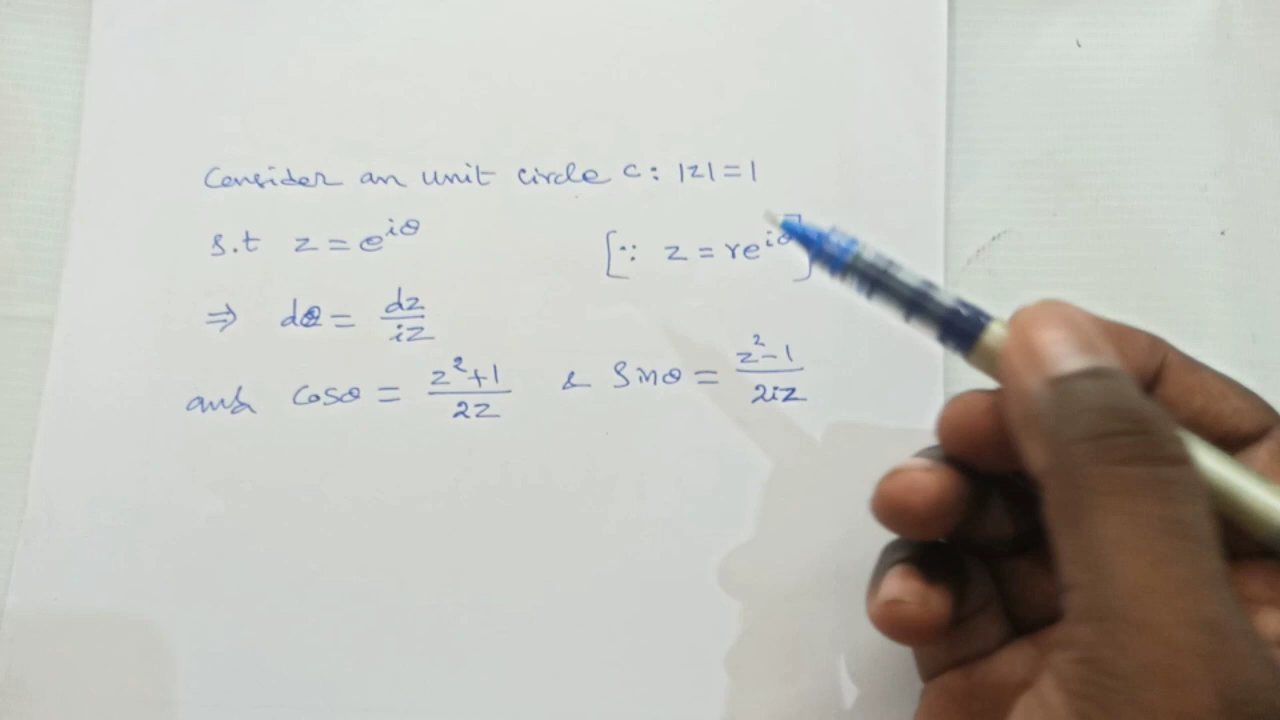 Consider an unit circle C: |z|=1
S.t z = e^{iθ} [∵ z = re^{iθ}]
⇒ dθ = dz/iz
and Cosθ = z²+1/2z & Sinθ = z²-1/2iz